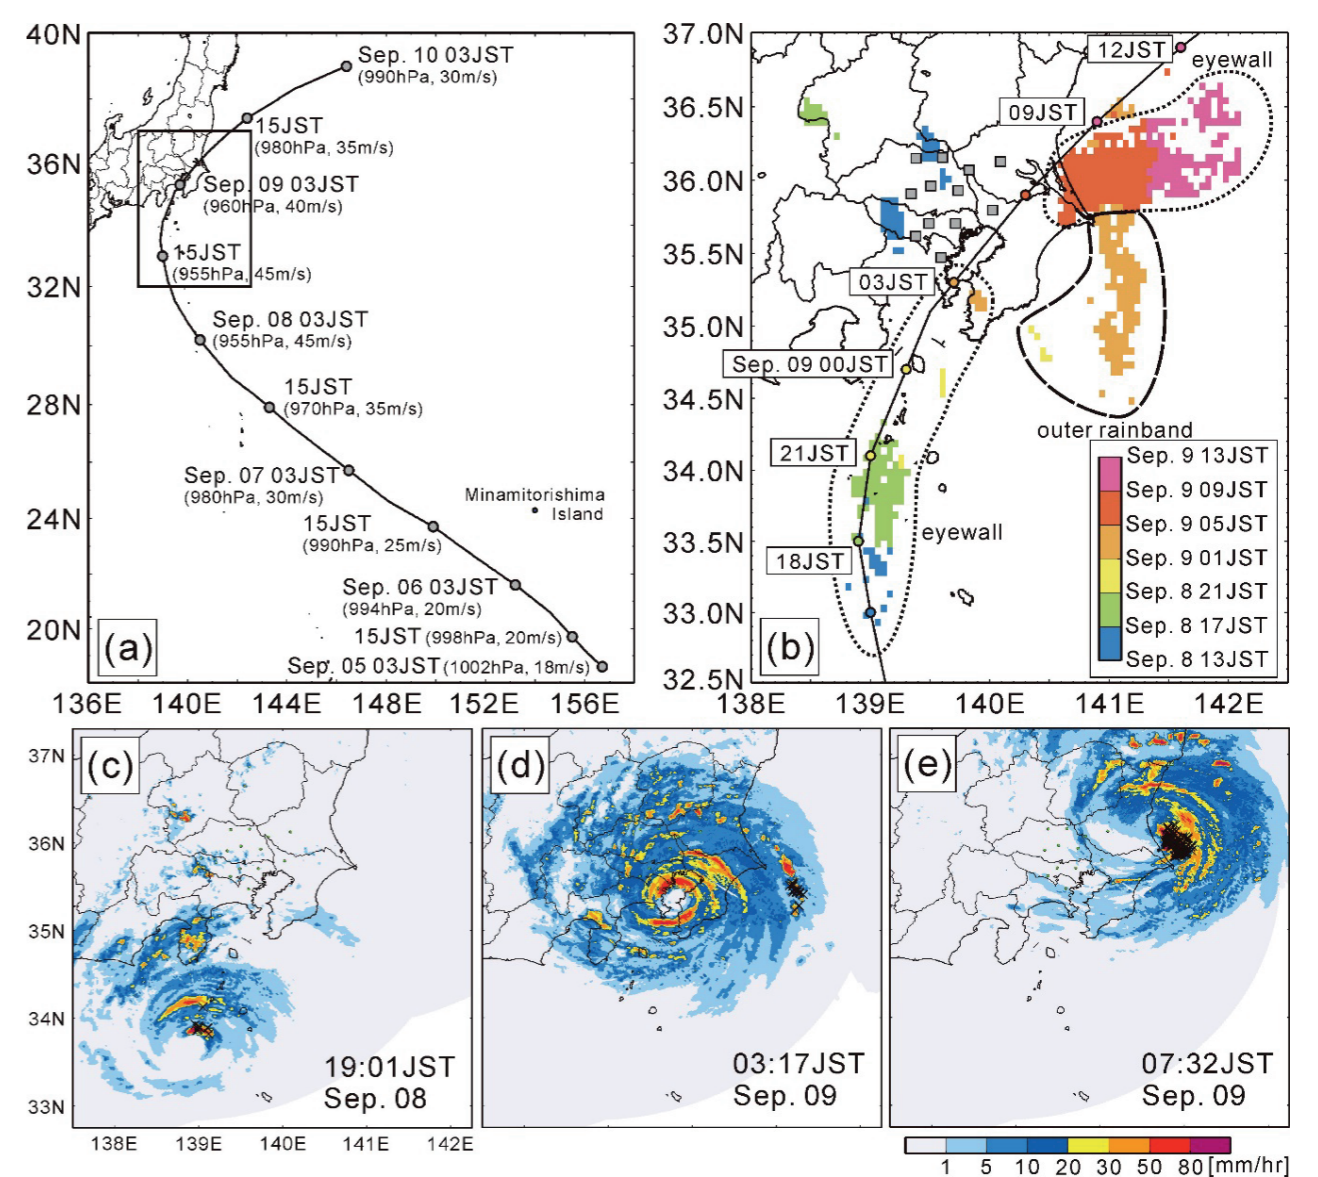 40N
36N
32N
28N
24N
20N
136E
140E
144E
148E
152E
156E
Sep. 10 03JST
(990hPa, 30m/s)
15JST
(980hPa, 35m/s)
Sep. 09 03JST
(960hPa, 40m/s)
15JST
(955hPa, 45m/s)
Sep. 08 03JST
(955hPa, 45m/s)
15JST
(970hPa, 35m/s)
Sep. 07 03JST
(980hPa, 30m/s)
Minamitorishima
Island
15JST
(990hPa, 25m/s)
Sep. 06 03JST
(994hPa, 20m/s)
15JST (998hPa, 20m/s)
Sep. 05 03JST (1002hPa, 18m/s)
(a)
37.0N
36.5N
36.0N
35.5N
35.0N
34.5N
34.0N
33.5N
33.0N
32.5N
138E
139E
140E
141E
142E
12JST
eyewall
09JST
03JST
Sep. 09 00JST
outer rainband
21JST
eyewall
18JST
(b)
Sep. 9 13JST
Sep. 9 09JST
Sep. 9 05JST
Sep. 9 01JST
Sep. 8 21JST
Sep. 8 17JST
Sep. 8 13JST
(c)
37N
36N
35N
34N
33N
138E
139E
140E
141E
142E
19:01JST
Sep. 08
(d)
03:17JST
Sep. 09
(e)
07:32JST
Sep. 09
1 5 10 20 30 50 80 [mm/hr]